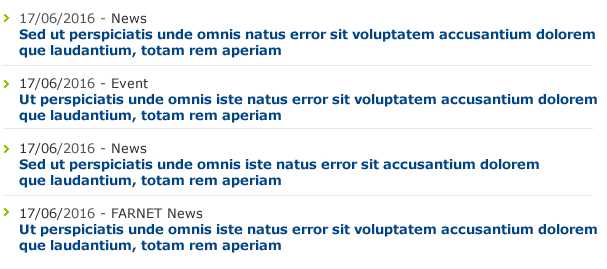 17/06/2016 - News
Sed ut perspiciatis unde omnis natus error sit voluptatem accusantium dolorem
que laudantium, totam rem aperiam
17/06/2016 - Event
Ut perspiciatis unde omnis iste natus error sit voluptatem accusantium dolorem
que laudantium, totam rem aperiam
17/06/2016 - News
Sed ut perspiciatis unde omnis iste natus error sit accusantium dolorem
que laudantium, totam rem aperiam
17/06/2016 - FARNET News
Ut perspiciatis unde omnis iste natus error sit voluptatem accusantium dolorem
que laudantium, totam rem aperiam